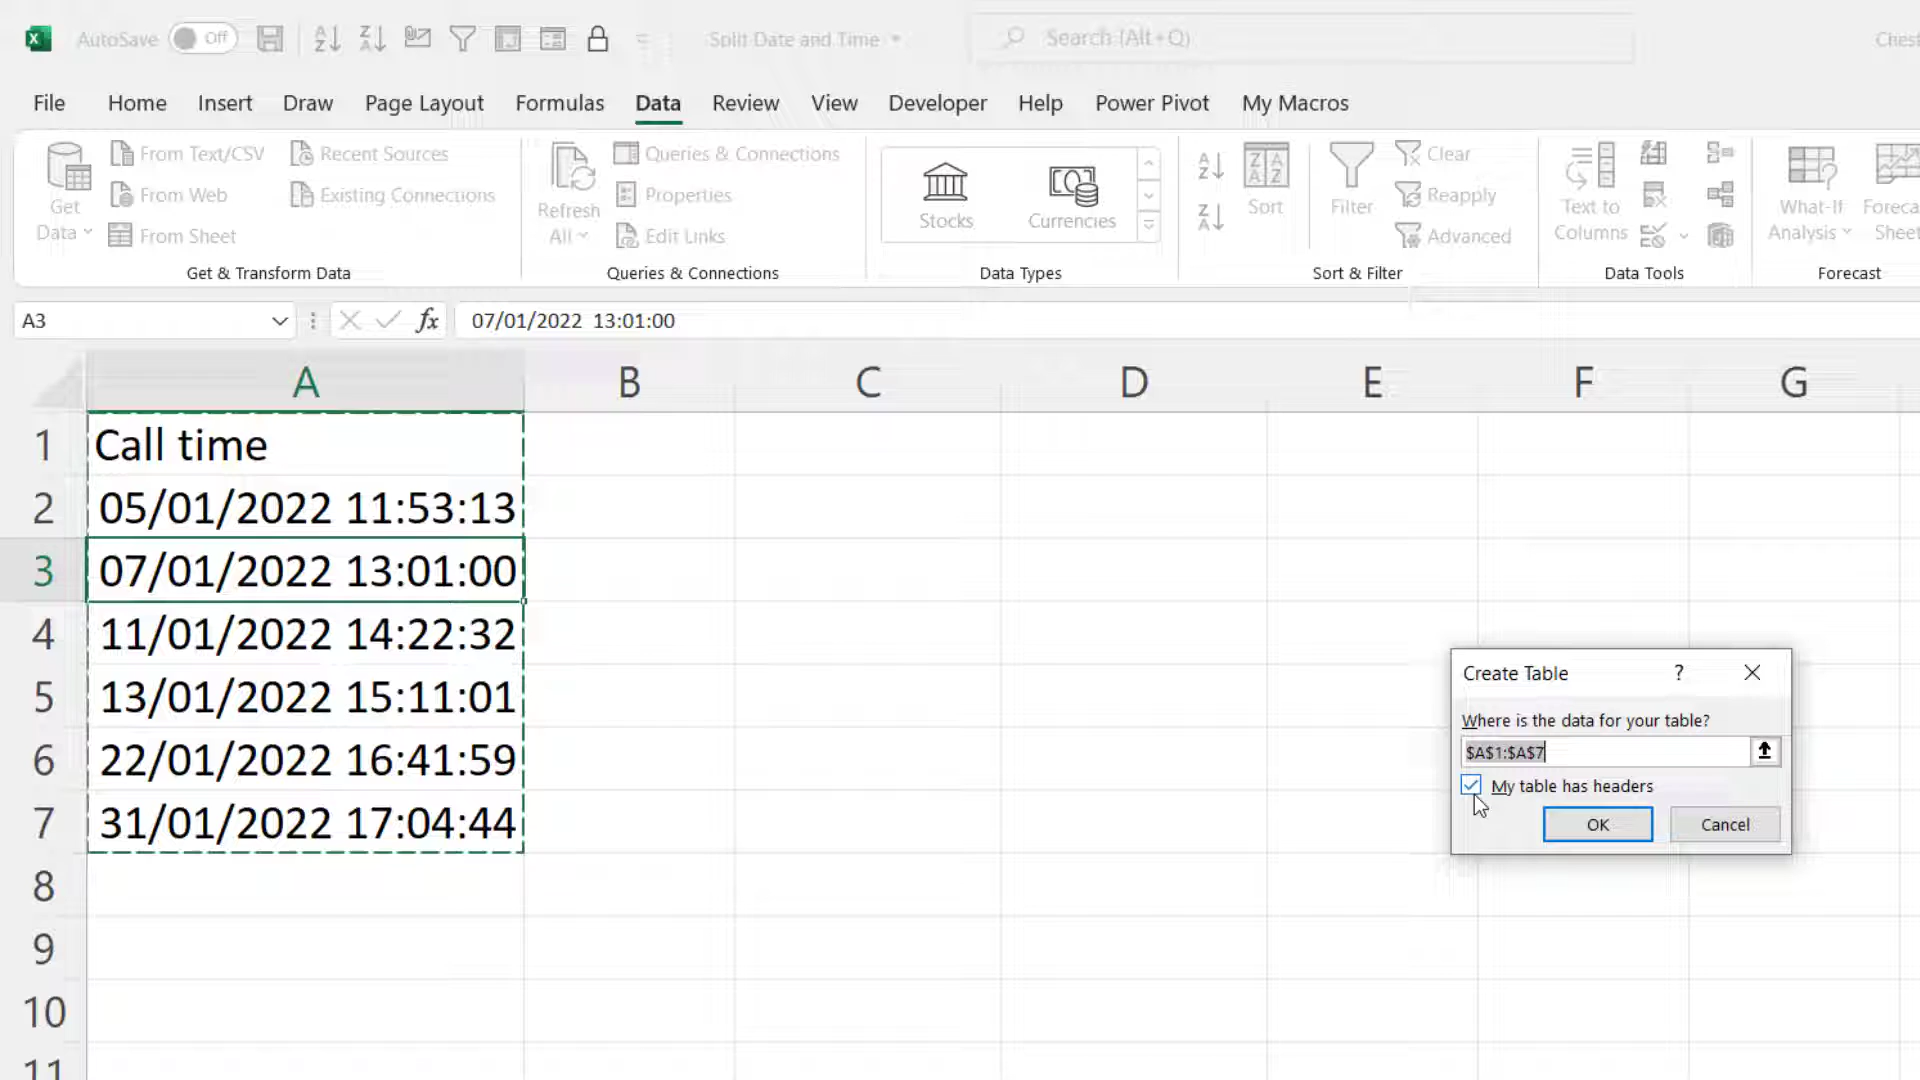 AutoSave Off Split Date and Time Search (Alt+Q)
File Home Insert Draw Page Layout Formulas Data Review View Developer Help Power Pivot My Macros
Get Data
From Text/CSV
From Web
From Sheet
Recent Sources
Existing Connections
Get & Transform Data
Refresh All
Queries & Connections
Properties
Edit Links
Queries & Connections
Stocks
Currencies
Data Types
Sort
Filter
Clear
Reapply
Advanced
Sort & Filter
Text to Columns
Data Tools
What-If Analysis
Sheet
Forecast
A3 fx 07/01/2022 13:01:00
A B C D E F G
1 Call time
2 05/01/2022 11:53:13
3 07/01/2022 13:01:00
4 11/01/2022 14:22:32
5 13/01/2022 15:11:01
6 22/01/2022 16:41:59
7 31/01/2022 17:04:44
8
9
10
11
Create Table ?
Where is the data for your table?
$A$1:$A$7
My table has headers
OK Cancel